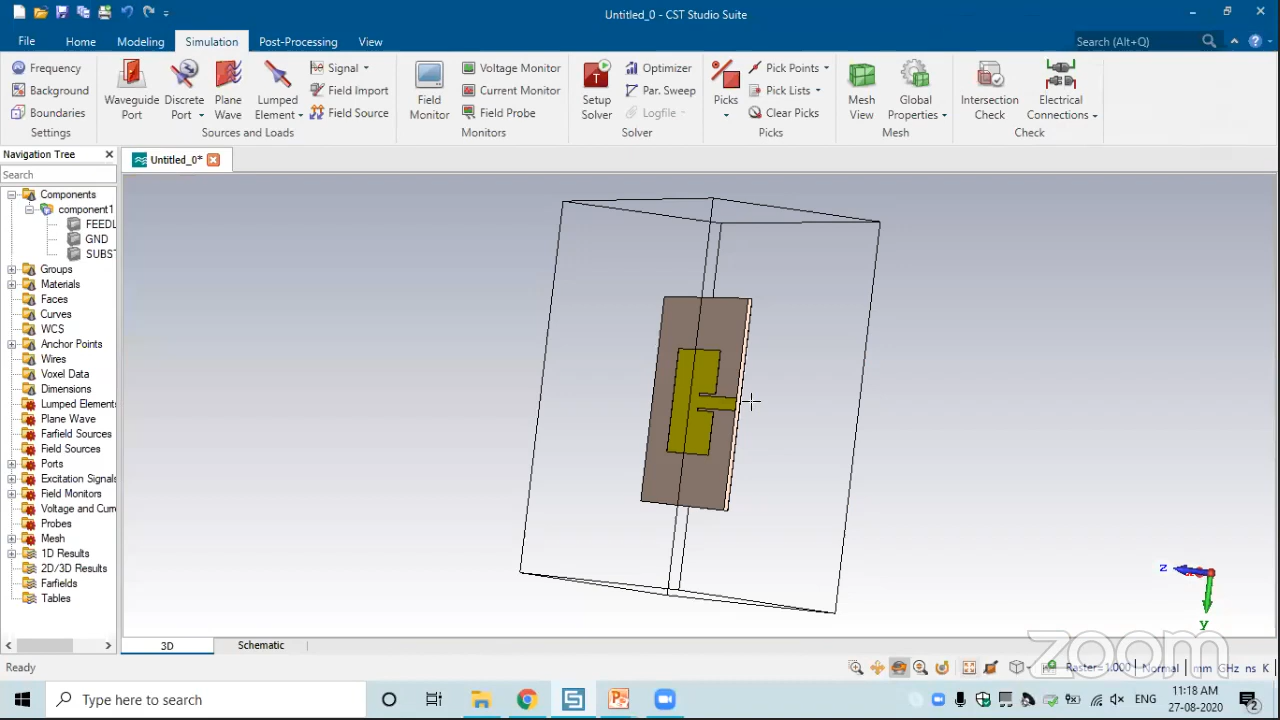 Untitled_0 - CST Studio Suite
File Home Modeling Simulation Post-Processing View Search (Alt+Q)
Frequency
Background
Boundaries
Settings
Waveguide Port
Discrete Port
Plane Wave
Lumped Element
Signal
Field Import
Field Source
Sources and Loads
Field Monitor
Voltage Monitor
Current Monitor
Field Probe
Monitors
Setup Solver
Optimizer
Par. Sweep
Logfile
Solver
Picks
Pick Points
Pick Lists
Clear Picks
Picks
Mesh View
Global Properties
Mesh
Intersection Check
Electrical Connections
Check
Navigation Tree
Untitled_0*
Search
Components
component1
FEEDL
GND
SUBST
Groups
Materials
Faces
Curves
WCS
Anchor Points
Wires
Voxel Data
Dimensions
Lumped Elements
Plane Wave
Farfield Sources
Field Sources
Ports
Excitation Signals
Field Monitors
Voltage and Curr
Probes
Mesh
1D Results
2D/3D Results
Farfields
Tables
z
y
3D Schematic
zoom
Ready
Raster=1.000 Normal mm GHz ns K
Type here to search
ENG
11:18 AM
27-08-2020
2